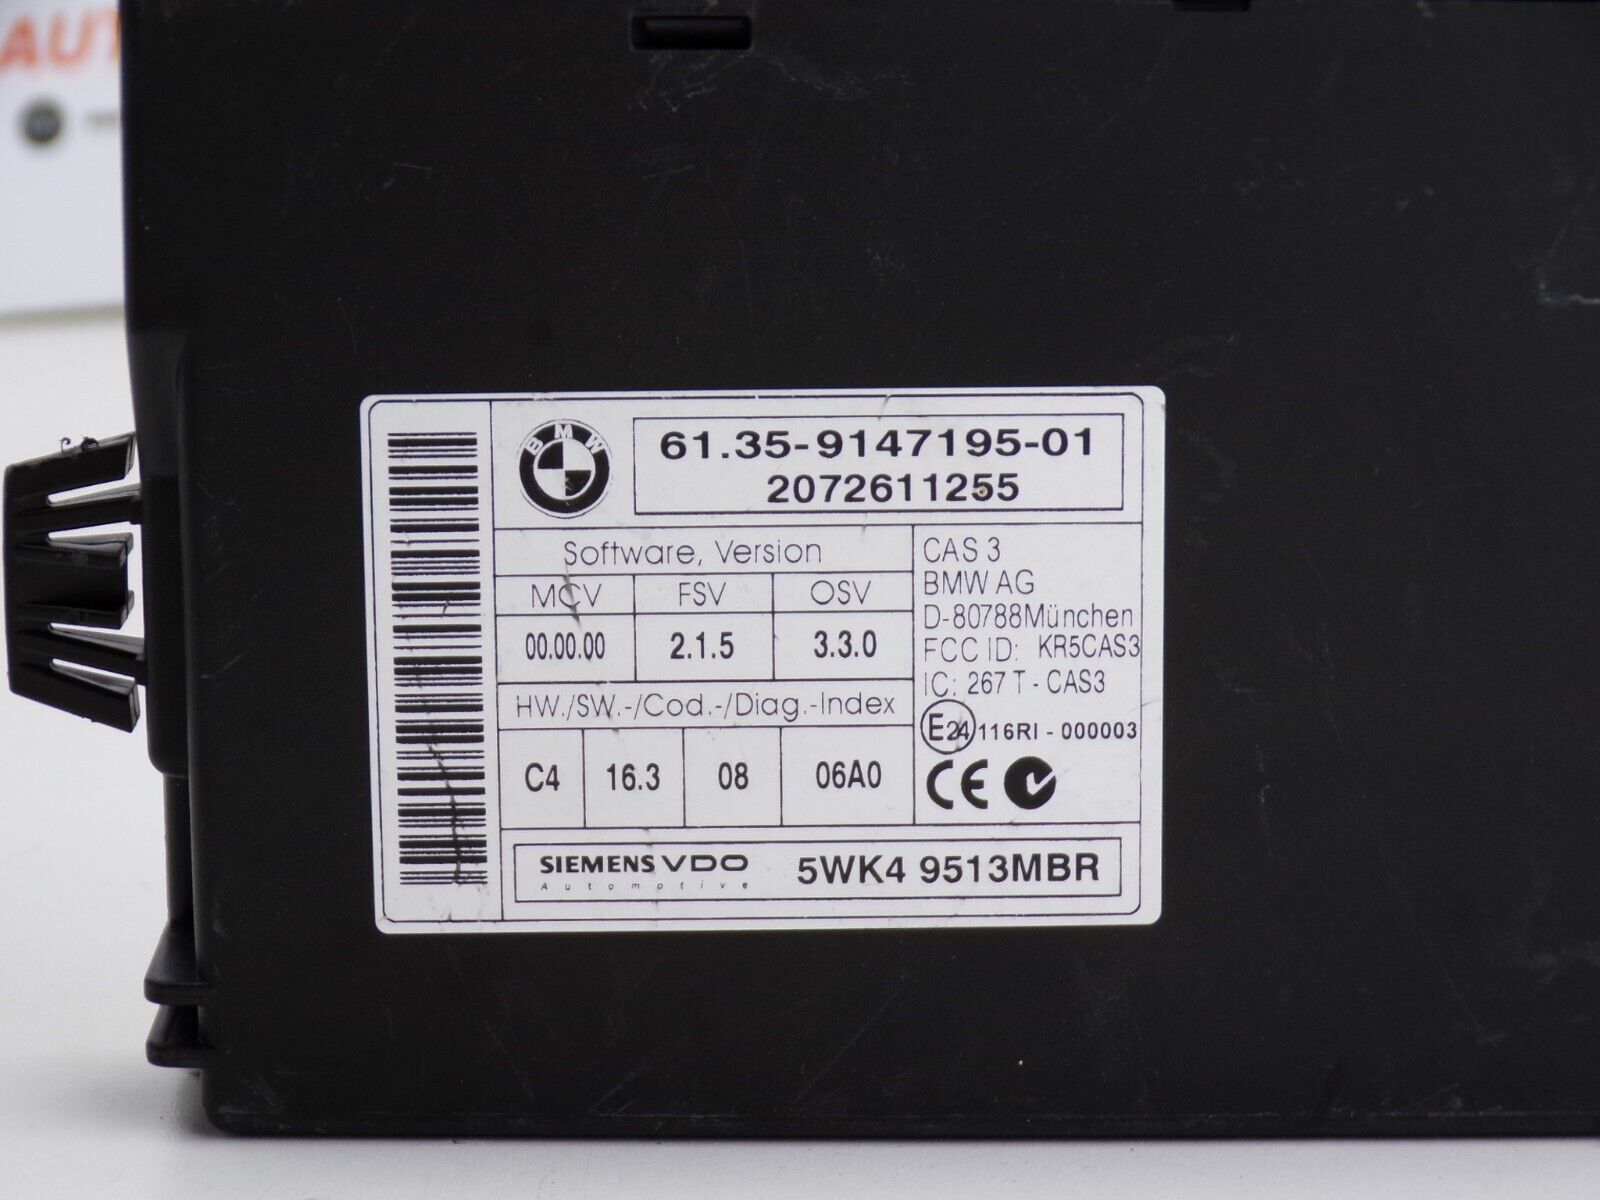 AUT
BMW
61.35-9147195-01
2072611255
Software, Version
MCV FSV OSV
00.00.00 2.1.5 3.3.0
HW./SW.-/Cod.-/Diag.-Index
C4 16.3 08 06A0
CAS 3
BMW AG
D-80788München
FCC ID: KR5CAS3
IC: 267 T - CAS3
E24 116RI - 000003
CE
SIEMENS VDO
Automotive
5WK4 9513MBR